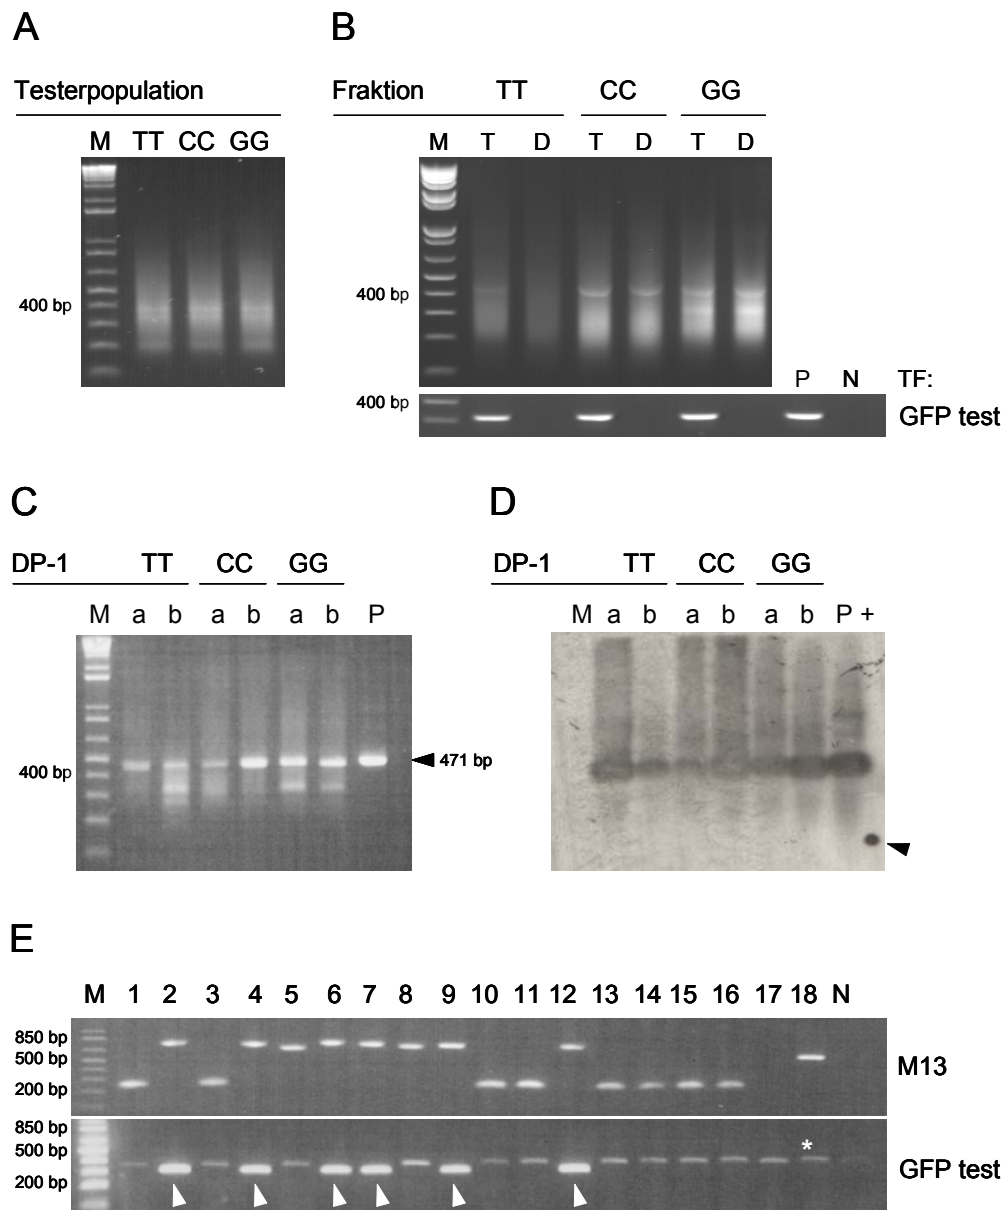 A
Testerpopulation
M TT CC GG
400 bp
B
Fraktion TT CC GG
M T D T D T D
400 bp
P N TF:
400 bp
GFP test
C
DP-1 TT CC GG
M a b a b a b P
400 bp
471 bp
D
DP-1 TT CC GG
M a b a b a b P +
E
M 1 2 3 4 5 6 7 8 9 10 11 12 13 14 15 16 17 18 N
850 bp
500 bp
200 bp
M13
850 bp
500 bp
200 bp
*
GFP test